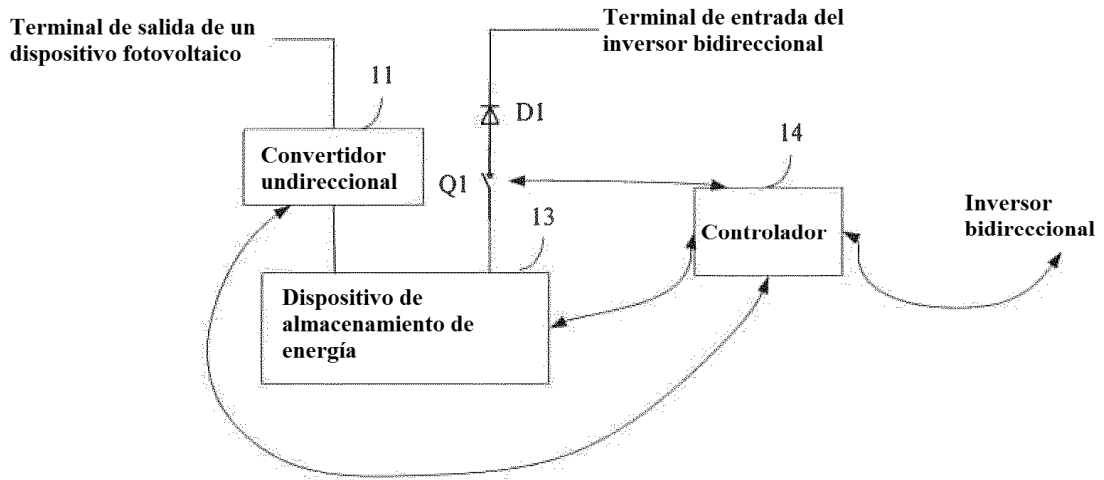 Terminal de salida de un
dispositivo fotovoltaico
Terminal de entrada del
inversor bidireccional
11
D1
14
Convertidor
undireccional
Q1
Controlador
Inversor
bidireccional
13
Dispositivo de
almacenamiento de
energía